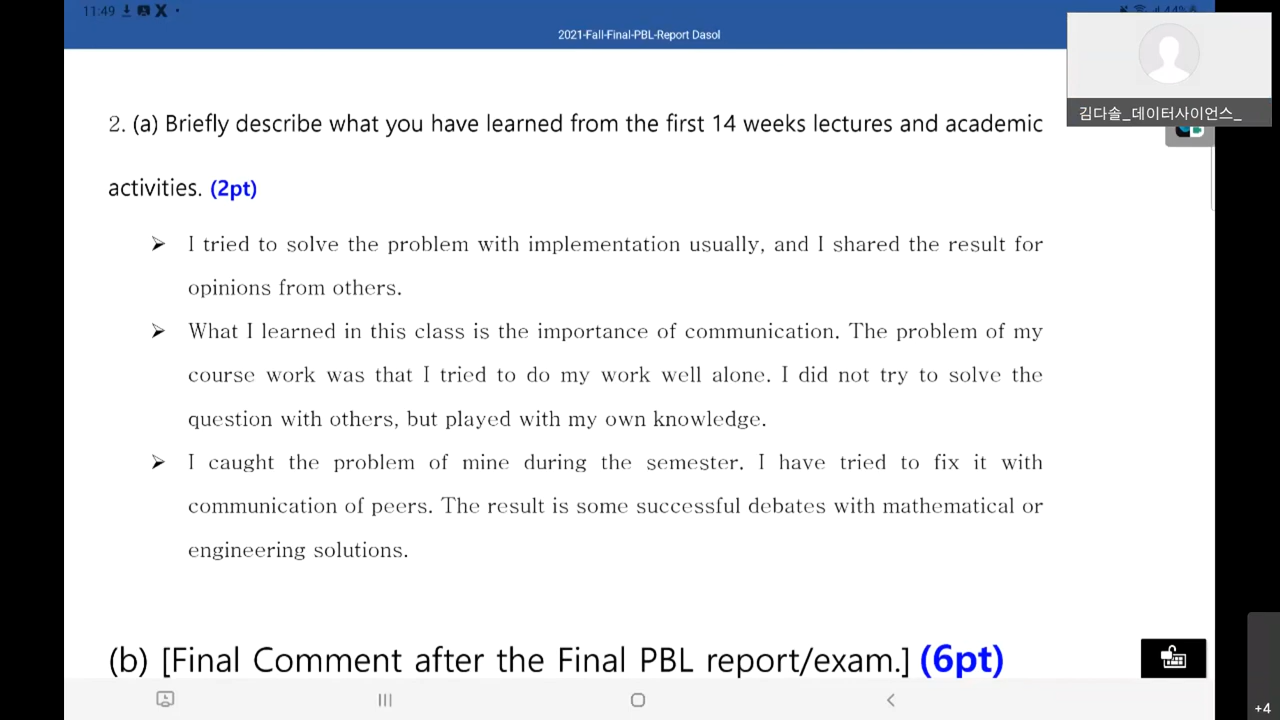 11:49
44%
2021-Fall-Final-PBL-Report Dasol
김다솔_데이터사이언스_
2. (a) Briefly describe what you have learned from the first 14 weeks lectures and academic
activities. (2pt)
➢ I tried to solve the problem with implementation usually, and I shared the result for
opinions from others.
➢ What I learned in this class is the importance of communication. The problem of my
course work was that I tried to do my work well alone. I did not try to solve the
question with others, but played with my own knowledge.
➢ I caught the problem of mine during the semester. I have tried to fix it with
communication of peers. The result is some successful debates with mathematical or
engineering solutions.
(b) [Final Comment after the Final PBL report/exam.] (6pt)
+4